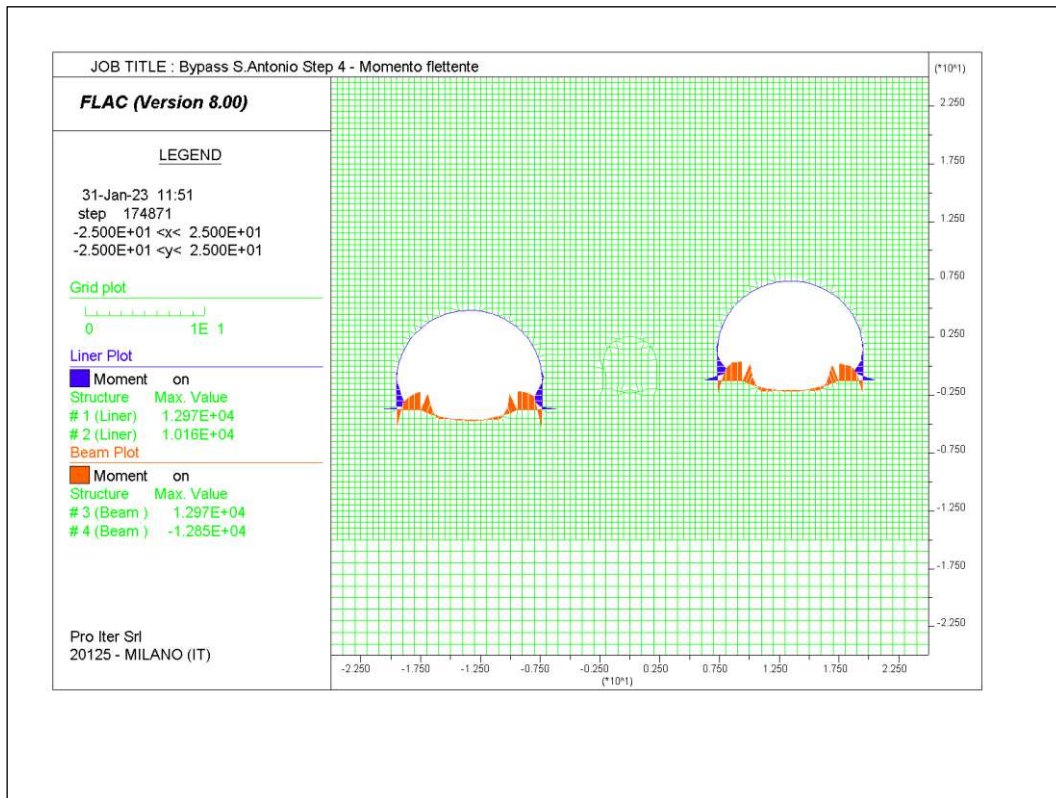 JOB TITLE : Bypass S.Antonio Step 4 - Momento flettente
FLAC (Version 8.00)
LEGEND
31-Jan-23 11:51
step 174871
-2.500E+01 <x< 2.500E+01
-2.500E+01 <y< 2.500E+01
Grid plot
0 1E 1
Liner Plot
Moment on
Structure Max. Value
# 1 (Liner) 1.297E+04
# 2 (Liner) 1.016E+04
Beam Plot
Moment on
Structure Max. Value
# 3 (Beam ) 1.297E+04
# 4 (Beam ) -1.285E+04
Pro Iter Srl
20125 - MILANO (IT)
(*10^1)
2.250
1.750
1.250
0.750
0.250
-0.250
-0.750
-1.250
-1.750
-2.250
-2.250 -1.750 -1.250 -0.750 -0.250 0.250 0.750 1.250 1.750 2.250
(*10^1)